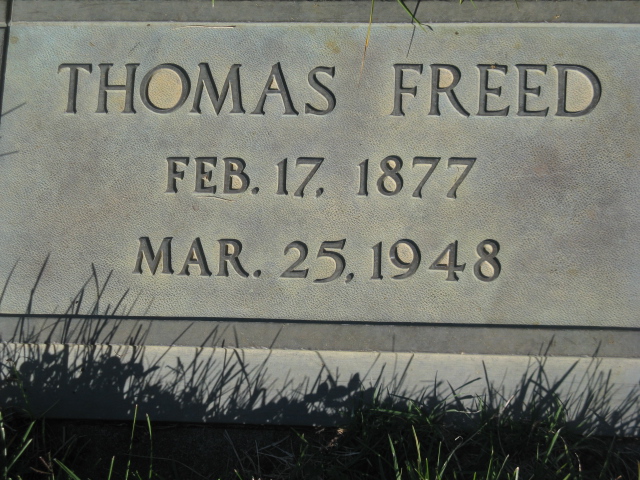 THOMAS FREED
FEB. 17, 1877
MAR. 25, 1948